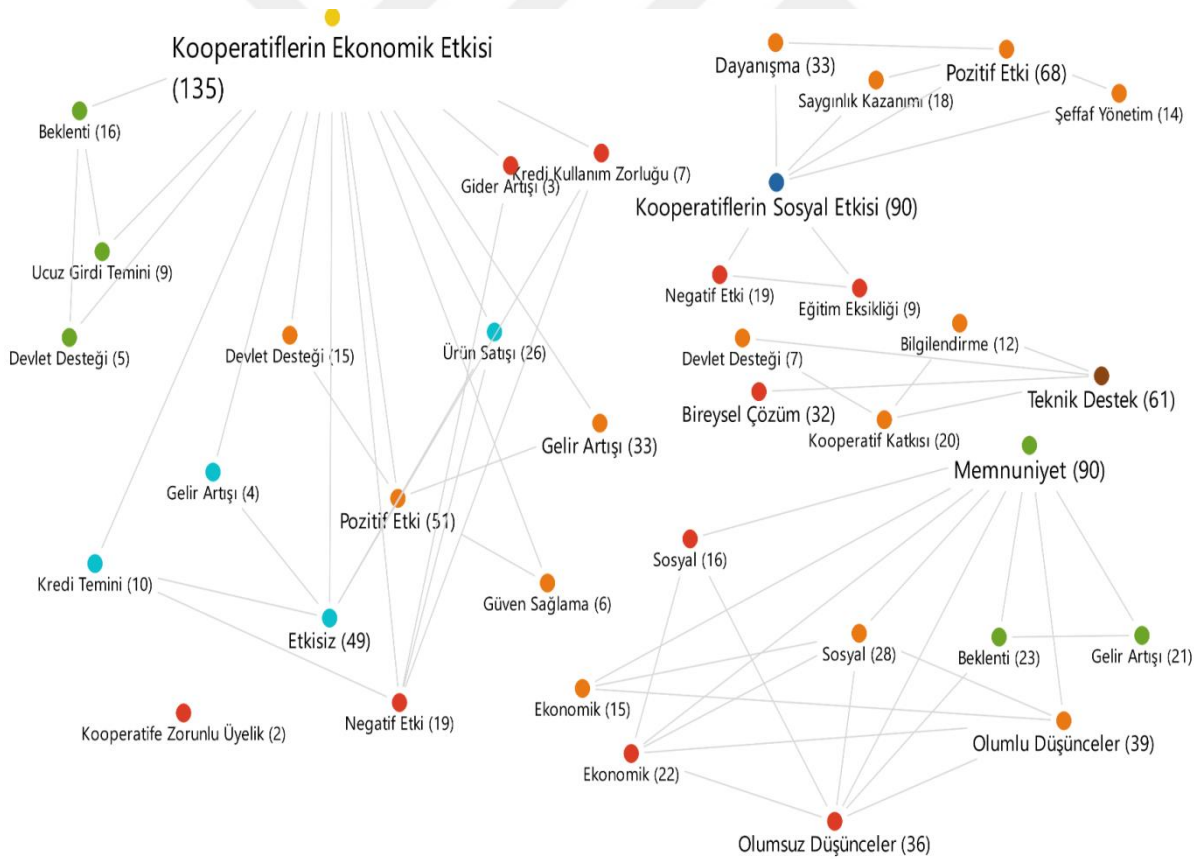 Kooperatiflerin Ekonomik Etkisi
(135)
Beklenti (16)
Gider Artışı (3)
Kredi Kullanım Zorluğu (7)
Ucuz Girdi Temini (9)
Devlet Desteği (5)
Devlet Desteği (15)
Ürün Satışı (26)
Gelir Artışı (33)
Gelir Artışı (4)
Pozitif Etki (51)
Kredi Temini (10)
Güven Sağlama (6)
Etkisiz (49)
Kooperatife Zorunlu Üyelik (2)
Negatif Etki (19)
Dayanışma (33)
Pozitif Etki (68)
Saygınlık Kazanımı (18)
Şeffaf Yönetim (14)
Kooperatiflerin Sosyal Etkisi (90)
Negatif Etki (19)
Eğitim Eksikliği (9)
Devlet Desteği (7)
Bilgilendirme (12)
Bireysel Çözüm (32)
Teknik Destek (61)
Kooperatif Katkısı (20)
Memnuniyet (90)
Sosyal (16)
Sosyal (28)
Beklenti (23)
Gelir Artışı (21)
Ekonomik (15)
Olumlu Düşünceler (39)
Ekonomik (22)
Olumsuz Düşünceler (36)